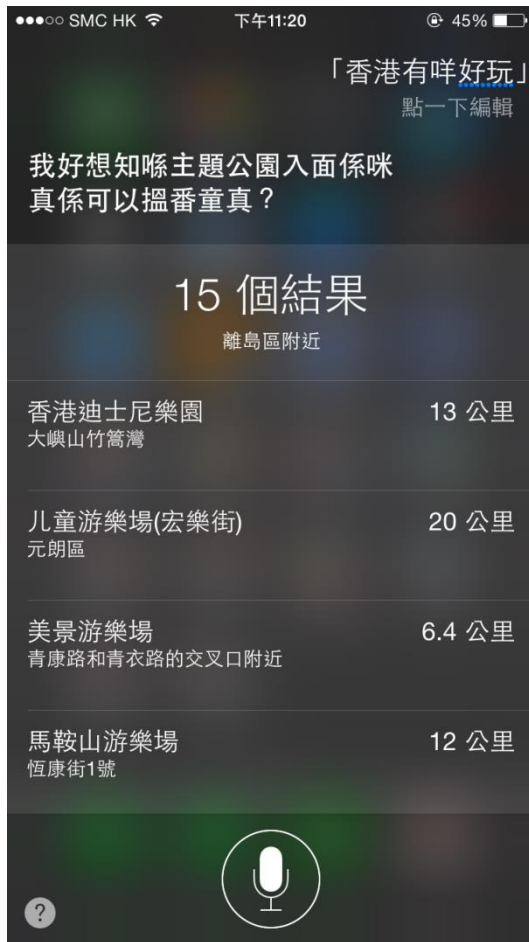 SMC HK 下午11:20 45%
「香港有咩好玩」
點一下編輯
我好想知喺主題公園入面係咪
真係可以搵番童真？
15 個結果
離島區附近
香港迪士尼樂園 13 公里
大嶼山竹篙灣
儿童游樂場(宏樂街) 20 公里
元朗區
美景游樂場 6.4 公里
青康路和青衣路的交叉口附近
馬鞍山游樂場 12 公里
恆康街1號
?